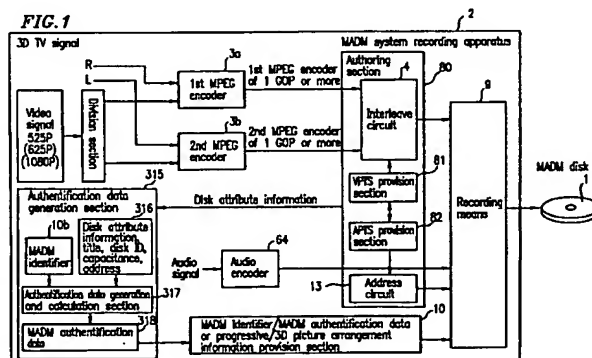 FIG. 1
2
3D TV signal
MADM system recording apparatus
R
L
3a
1st MPEG encoder
1st MPEG encoder of 1 GOP or more
Authoring section
4
80
9
Video signal 525P (625P) (1080P)
Division section
3b
2nd MPEG encoder
2nd MPEG encoder of 1 GOP or more
Interleave circuit
MADM disk
1
VPTS provision section
81
Recording means
315
Authentification data generation section
Disk attribute information
APTS provision section
82
316
10b
MADM identifier
Disk attribute information, title, disk ID, capacitance, address
64
Audio signal
Audio encoder
13
Address circuit
Authentification data generation and calculation section
317
10
318
MADM authentification data
MADM Identifier/MADM authentification data or progressive/3D picture arrangement information provision section